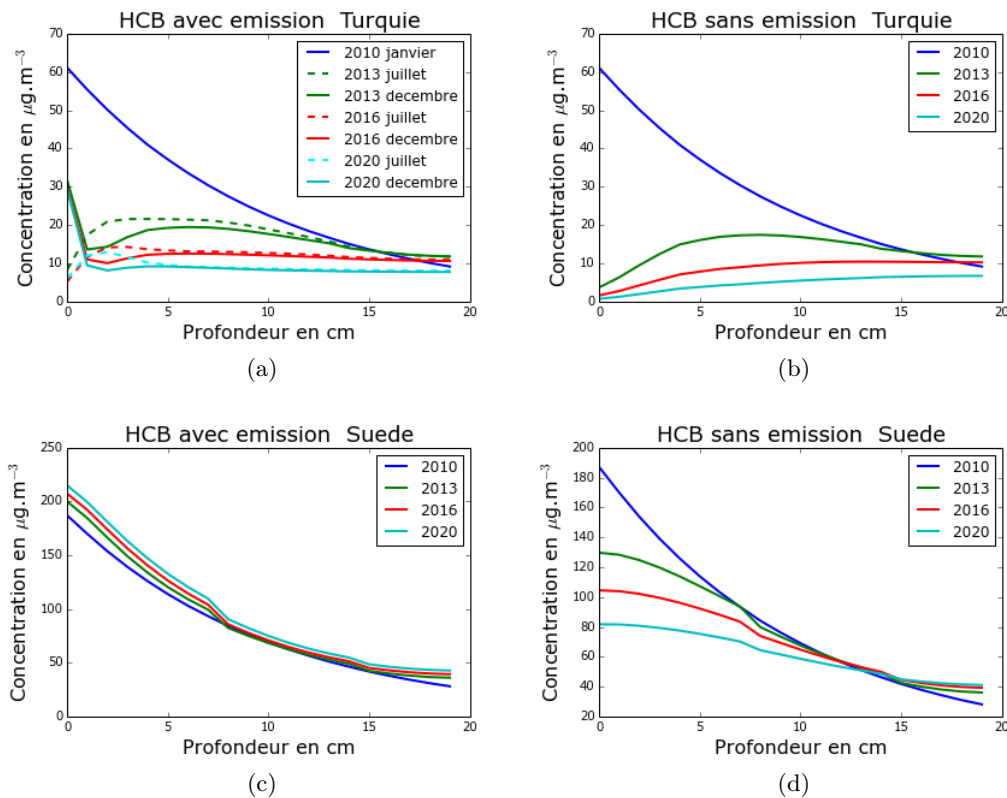 HCB avec emission  Turquie
Concentration en μg.m⁻³
70
60
50
40
30
20
10
0
2010 janvier
2013 juillet
2013 decembre
2016 juillet
2016 decembre
2020 juillet
2020 decembre
0 5 10 15 20
Profondeur en cm
(a)
HCB sans emission  Turquie
Concentration en μg.m⁻³
70
60
50
40
30
20
10
0
2010
2013
2016
2020
0 5 10 15 20
Profondeur en cm
(b)
HCB avec emission  Suede
Concentration en μg.m⁻³
250
200
150
100
50
0
2010
2013
2016
2020
0 5 10 15 20
Profondeur en cm
(c)
HCB sans emission  Suede
Concentration en μg.m⁻³
200
180
160
140
120
100
80
60
40
20
2010
2013
2016
2020
0 5 10 15 20
Profondeur en cm
(d)